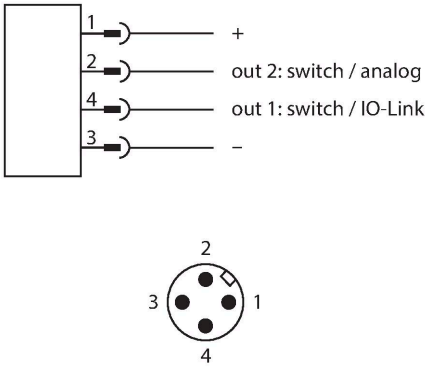 1 +
2 out 2: switch / analog
4 out 1: switch / IO-Link
3 –
2
3 1
4